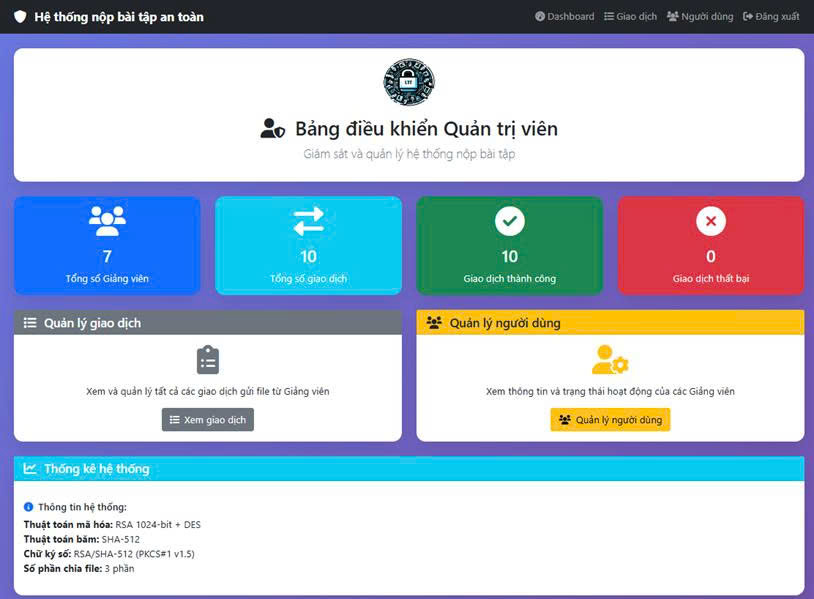 Hệ thống nộp bài tập an toàn
Dashboard Giao dịch Người dùng Đăng xuất
LTT
Bảng điều khiển Quản trị viên
Giám sát và quản lý hệ thống nộp bài tập
7
Tổng số Giảng viên
10
Tổng số giao dịch
10
Giao dịch thành công
0
Giao dịch thất bại
Quản lý giao dịch
Xem và quản lý tất cả các giao dịch gửi file từ Giảng viên
Xem giao dịch
Quản lý người dùng
Xem thông tin và trạng thái hoạt động của các Giảng viên
Quản lý người dùng
Thống kê hệ thống
Thông tin hệ thống:
Thuật toán mã hóa: RSA 1024-bit + DES
Thuật toán băm: SHA-512
Chữ ký số: RSA/SHA-512 (PKCS#1 v1.5)
Số phần chia file: 3 phần